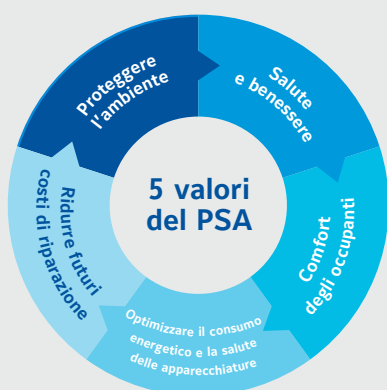 5 valori
del PSA
Proteggere
l'ambiente
Salute
e benessere
Comfort
degli occupanti
Optimizzare il consumo
energetico e la salute
delle apparecchiature
Ridurre futuri
costi di riparazione